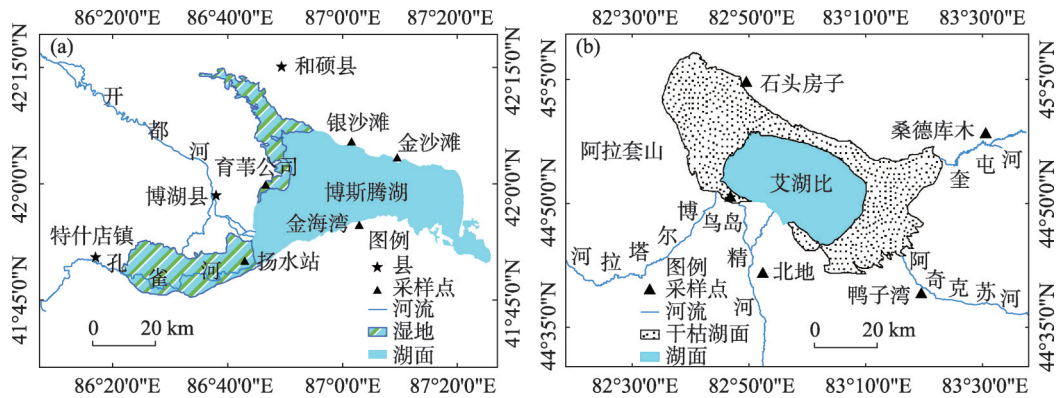 86°20'0"E 86°40'0"E 87°0'0"E 87°20'0"E
(a)
42°15'0"N
42°0'0"N
41°45'0"N
和硕县
开都河
银沙滩
金沙滩
育苇公司
博湖县
博斯腾湖
金海湾
特什店镇
孔雀河
扬水站
图例
县
采样点
河流
湿地
湖面
0 20 km
86°20'0"E 86°40'0"E 87°0'0"E 87°20'0"E
82°30'0"E 82°50'0"E 83°10'0"E 83°30'0"E
(b)
45°5'0"N
44°50'0"N
44°35'0"N
石头房子
桑德库木
阿拉套山
奎屯河
艾湖比
鸟岛
博尔塔拉河
精河
北地
阿奇克苏河
鸭子湾
图例
采样点
河流
干枯湖面
湖面
0 20 km
45°5'0"N
44°50'0"N
44°35'0"N
82°30'0"E 82°50'0"E 83°10'0"E 83°30'0"E